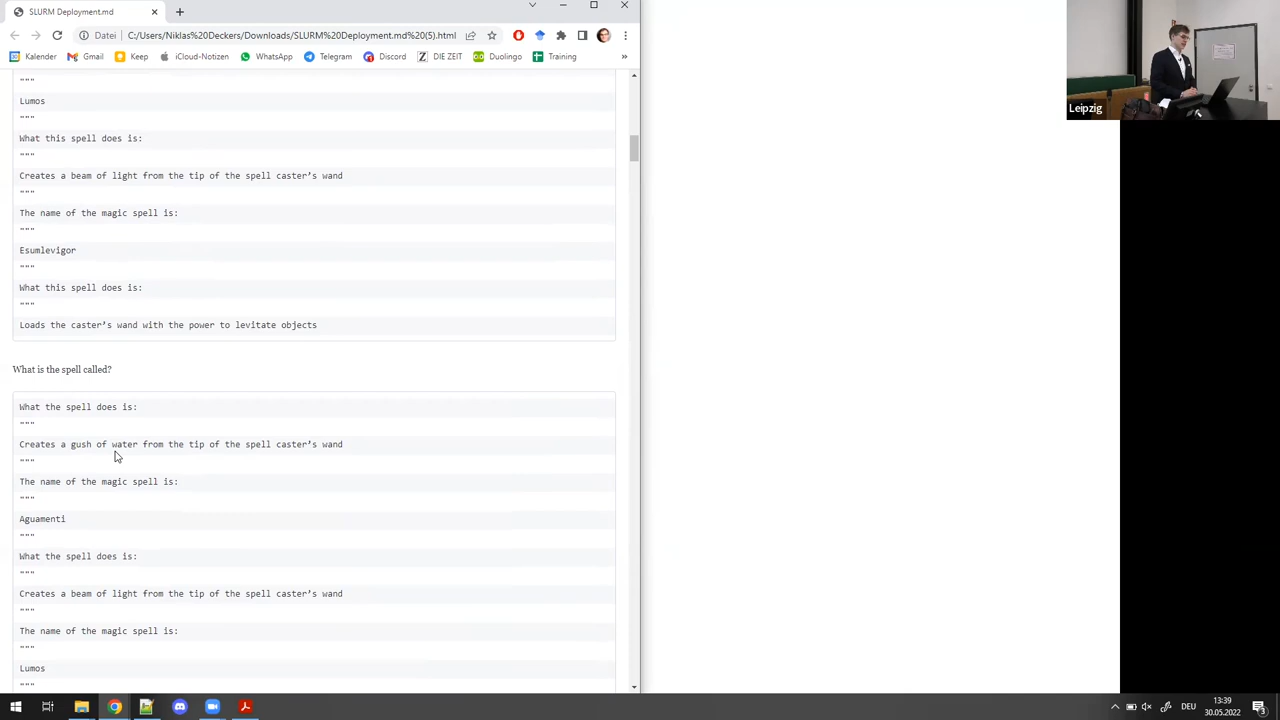 SLURM Deployment.md
Datei
C:/Users/Niklas%20Deckers/Downloads/SLURM%20Deployment.md%20(5).html
Kalender
Gmail
Keep
iCloud-Notizen
WhatsApp
Telegram
Discord
DIE ZEIT
Duolingo
Training
»
"""
Lumos
"""
What this spell does is:
"""
Creates a beam of light from the tip of the spell caster’s wand
"""
The name of the magic spell is:
"""
Esumlevigor
"""
What this spell does is:
"""
Loads the caster’s wand with the power to levitate objects
What is the spell called?
What the spell does is:
"""
Creates a gush of water from the tip of the spell caster’s wand
"""
The name of the magic spell is:
"""
Aguamenti
"""
What the spell does is:
"""
Creates a beam of light from the tip of the spell caster’s wand
"""
The name of the magic spell is:
"""
Lumos
"""
Leipzig
DEU
13:39
30.05.2022
3